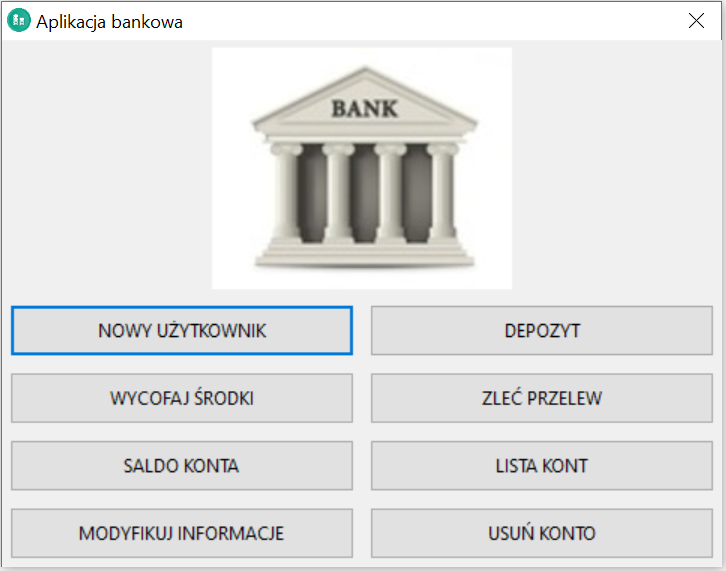 Aplikacja bankowa
BANK
NOWY UŻYTKOWNIK
DEPOZYT
WYCOFAJ ŚRODKI
ZLEĆ PRZELEW
SALDO KONTA
LISTA KONT
MODYFIKUJ INFORMACJE
USUŃ KONTO